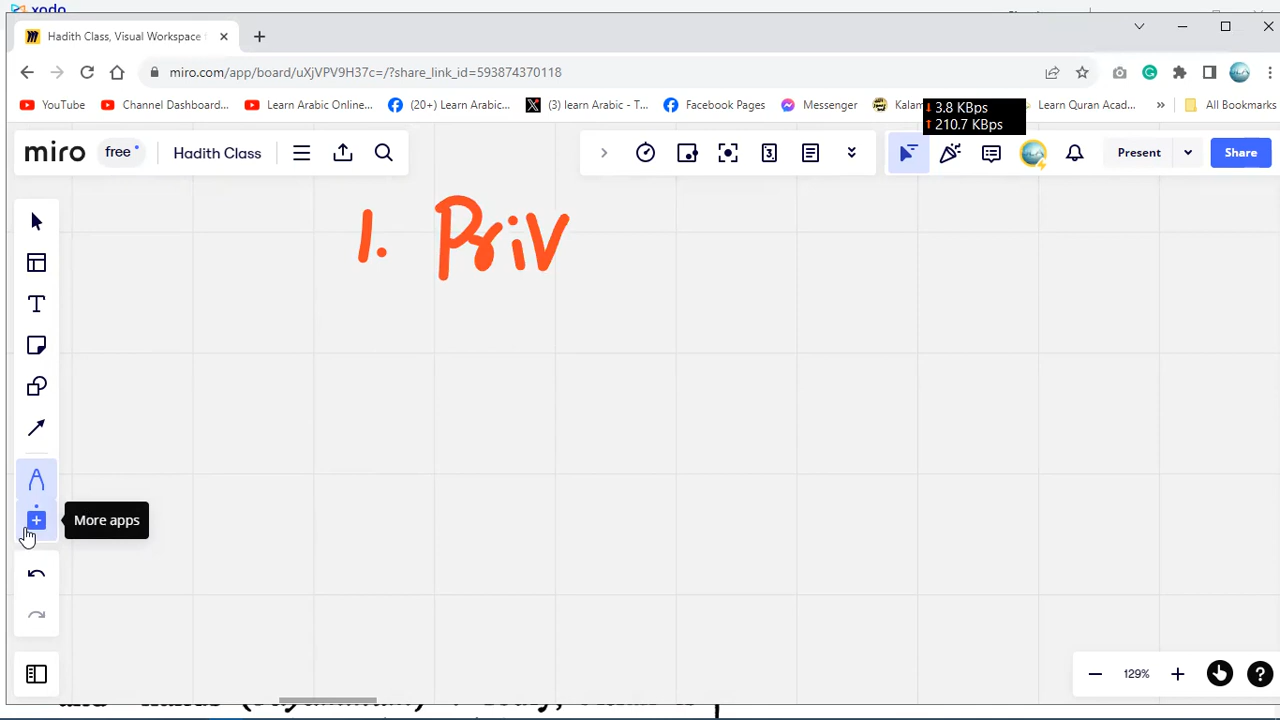 xodo
Hadith Class, Visual Workspace
miro.com/app/board/uXjVPV9H37c=/?share_link_id=593874370118
YouTube
Channel Dashboard...
Learn Arabic Online...
(20+) Learn Arabic...
(3) learn Arabic - T...
Facebook Pages
Messenger
Kalam
Learn Quran Acad...
»
All Bookmarks
↓ 3.8 KBps
↑ 210.7 KBps
miro
free
Hadith Class
3
Present
Share
1. Priv
More apps
129%
and